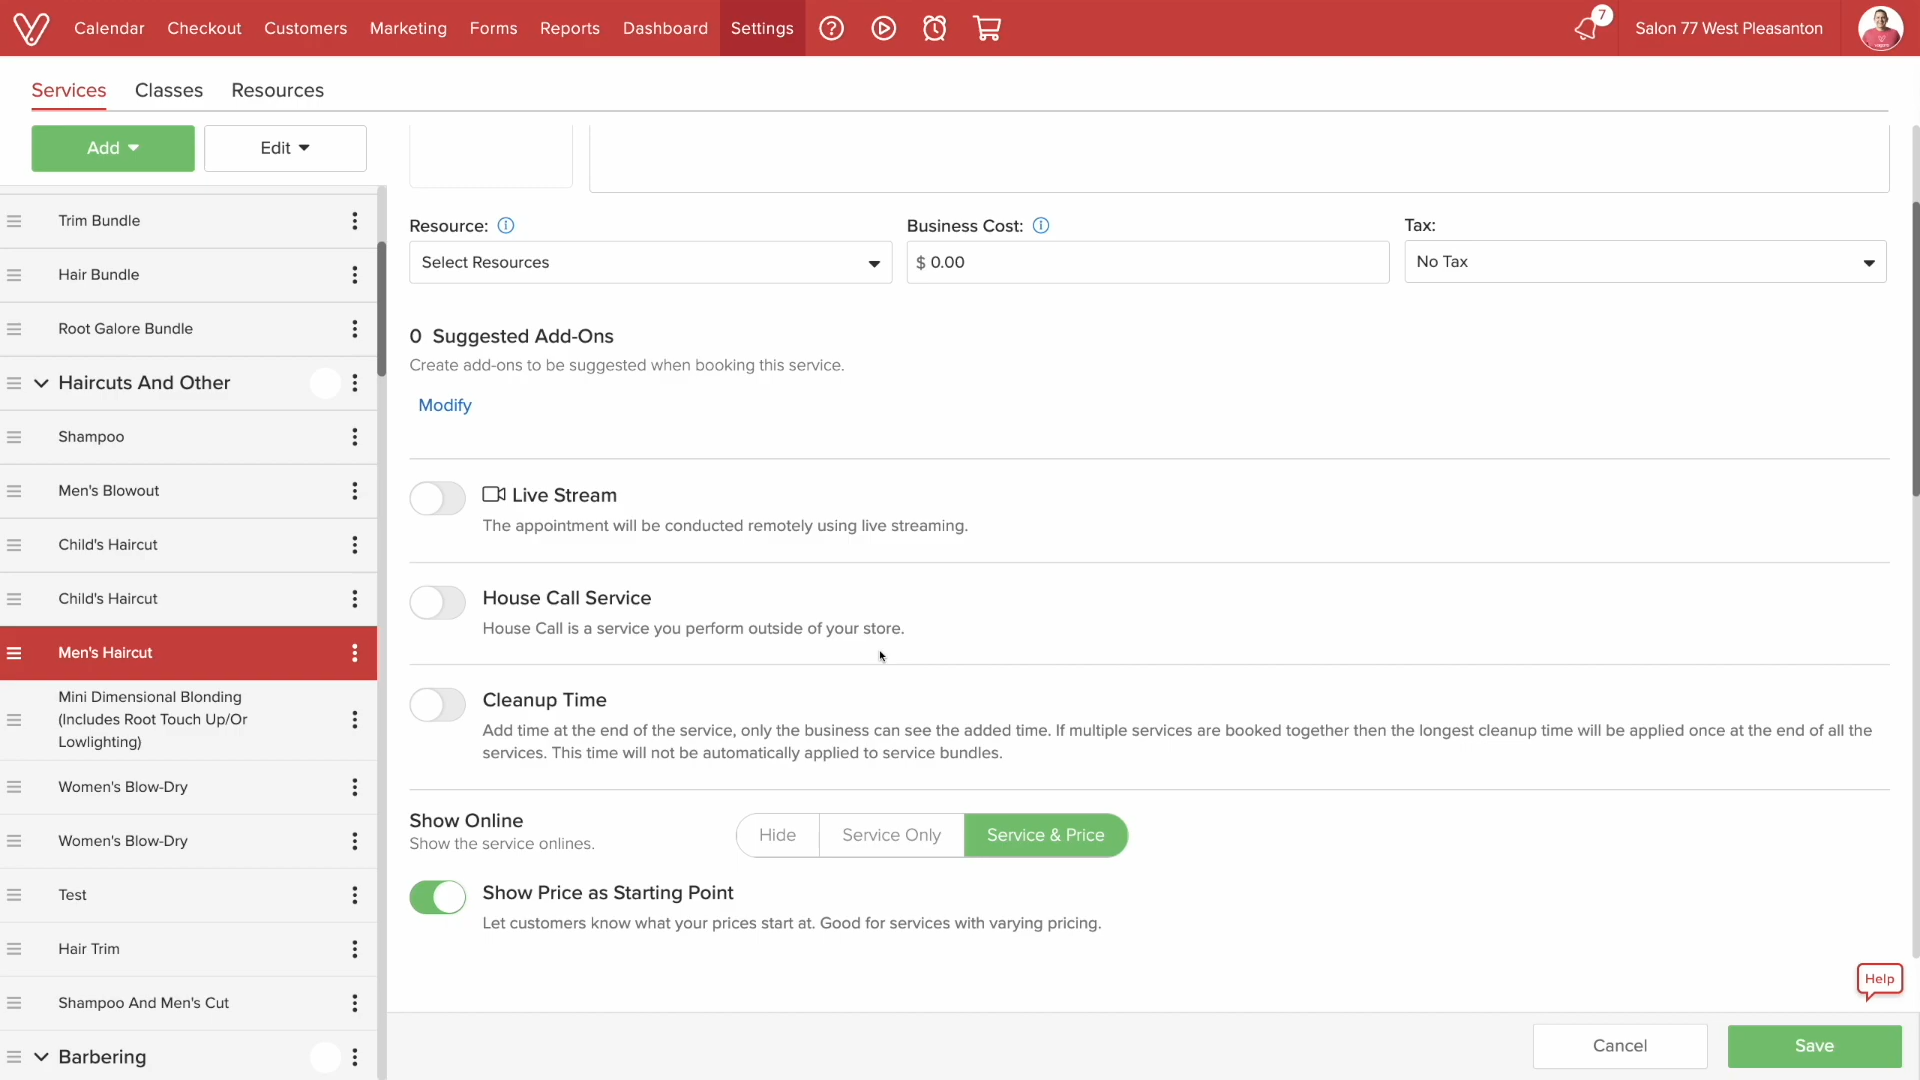 Calendar Checkout Customers Marketing Forms Reports Dashboard Settings 7 Salon 77 West Pleasanton
Services Classes Resources
Add Edit
Trim Bundle
Hair Bundle
Root Galore Bundle
Haircuts And Other
Shampoo
Men's Blowout
Child's Haircut
Child's Haircut
Men's Haircut
Mini Dimensional Blonding
(Includes Root Touch Up/Or
Lowlighting)
Women's Blow-Dry
Women's Blow-Dry
Test
Hair Trim
Shampoo And Men's Cut
Barbering
Resource: Business Cost: Tax:
Select Resources $ 0.00 No Tax
0 Suggested Add-Ons
Create add-ons to be suggested when booking this service.
Modify
Live Stream
The appointment will be conducted remotely using live streaming.
House Call Service
House Call is a service you perform outside of your store.
Cleanup Time
Add time at the end of the service, only the business can see the added time. If multiple services are booked together then the longest cleanup time will be applied once at the end of all the
services. This time will not be automatically applied to service bundles.
Show Online
Show the service onlines.
Hide Service Only Service & Price
Show Price as Starting Point
Let customers know what your prices start at. Good for services with varying pricing.
Help
Cancel Save